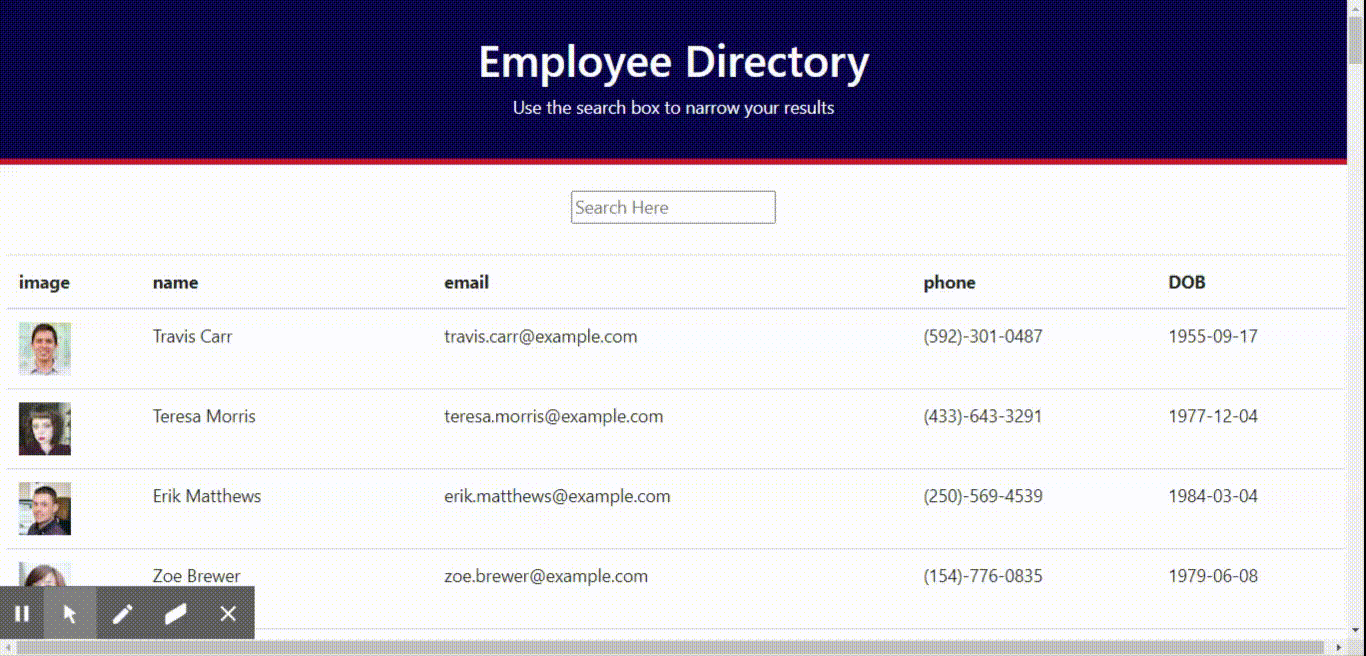 Employee Directory
Use the search box to narrow your results
Search Here
image name email phone DOB
Travis Carr travis.carr@example.com (592)-301-0487 1955-09-17
Teresa Morris teresa.morris@example.com (433)-643-3291 1977-12-04
Erik Matthews erik.matthews@example.com (250)-569-4539 1984-03-04
Zoe Brewer zoe.brewer@example.com (154)-776-0835 1979-06-08